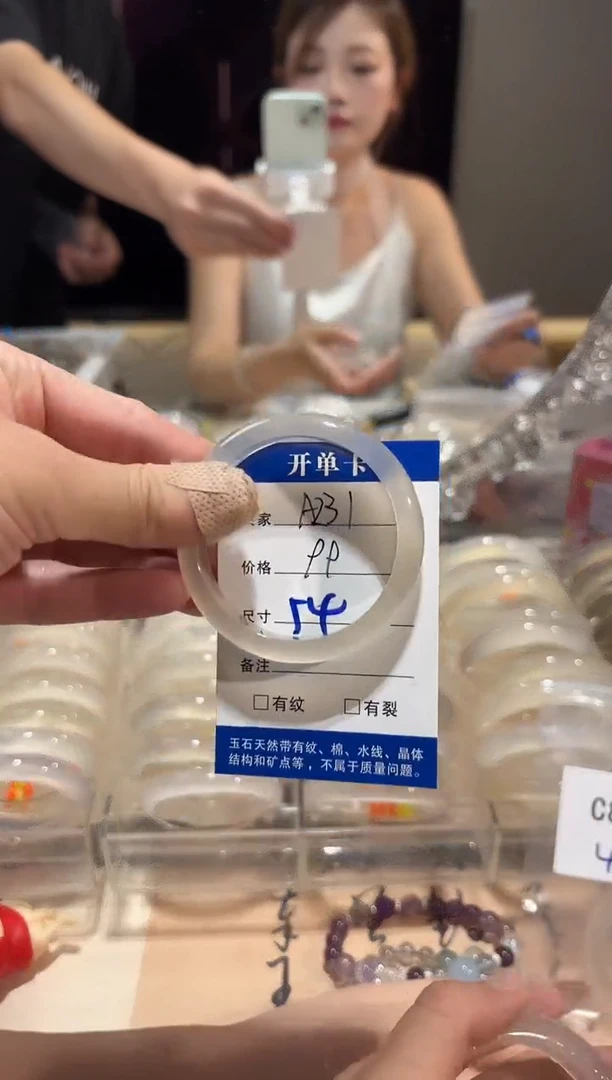 开单卡
家 A231
价格 PP
尺寸 54
备注
□有纹 □有裂
玉石天然带有纹、棉、水线、晶体
结构和矿点等，不属于质量问题。
C
4